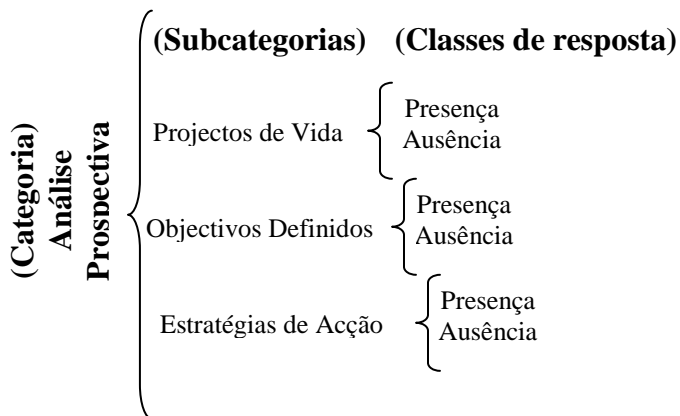 (Categoria)
Análise
Prospectiva
(Subcategorias) (Classes de resposta)
Projectos de Vida
Presença
Ausência
Objectivos Definidos
Presença
Ausência
Estratégias de Acção
Presença
Ausência